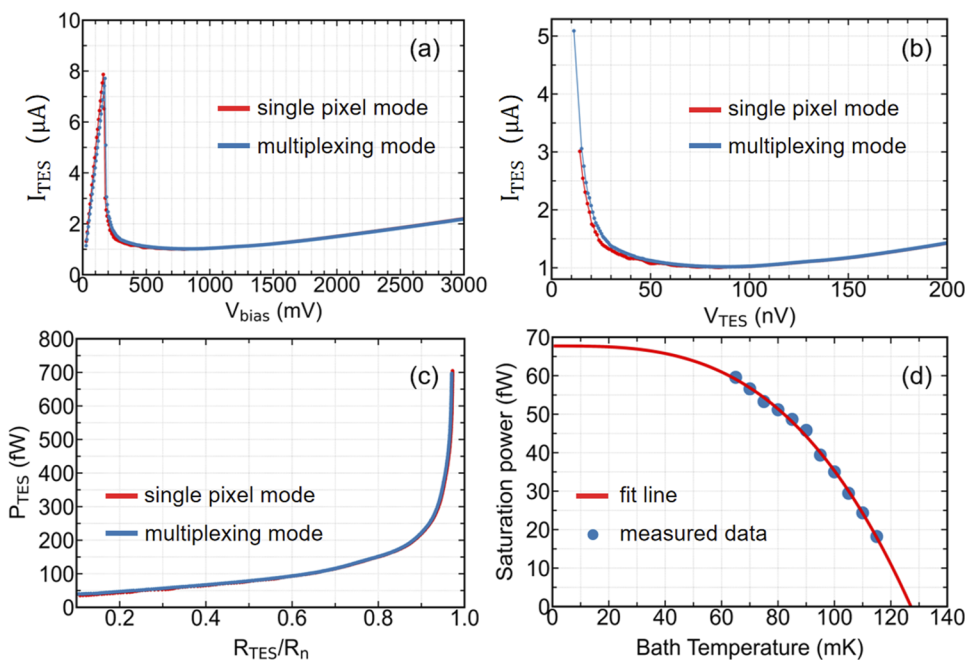 (a)
10
8
6
4
2
0
I_TES (μA)
single pixel mode
multiplexing mode
0 500 1000 1500 2000 2500 3000
V_bias (mV)
(b)
5
4
3
2
1
I_TES (μA)
single pixel mode
multiplexing mode
0 50 100 150 200
V_TES (nV)
(c)
800
700
600
500
400
300
200
100
0
P_TES (fW)
single pixel mode
multiplexing mode
0.2 0.4 0.6 0.8 1.0
R_TES/R_n
(d)
70
60
50
40
30
20
10
0
Saturation power (fW)
fit line
measured data
0 20 40 60 80 100 120 140
Bath Temperature (mK)